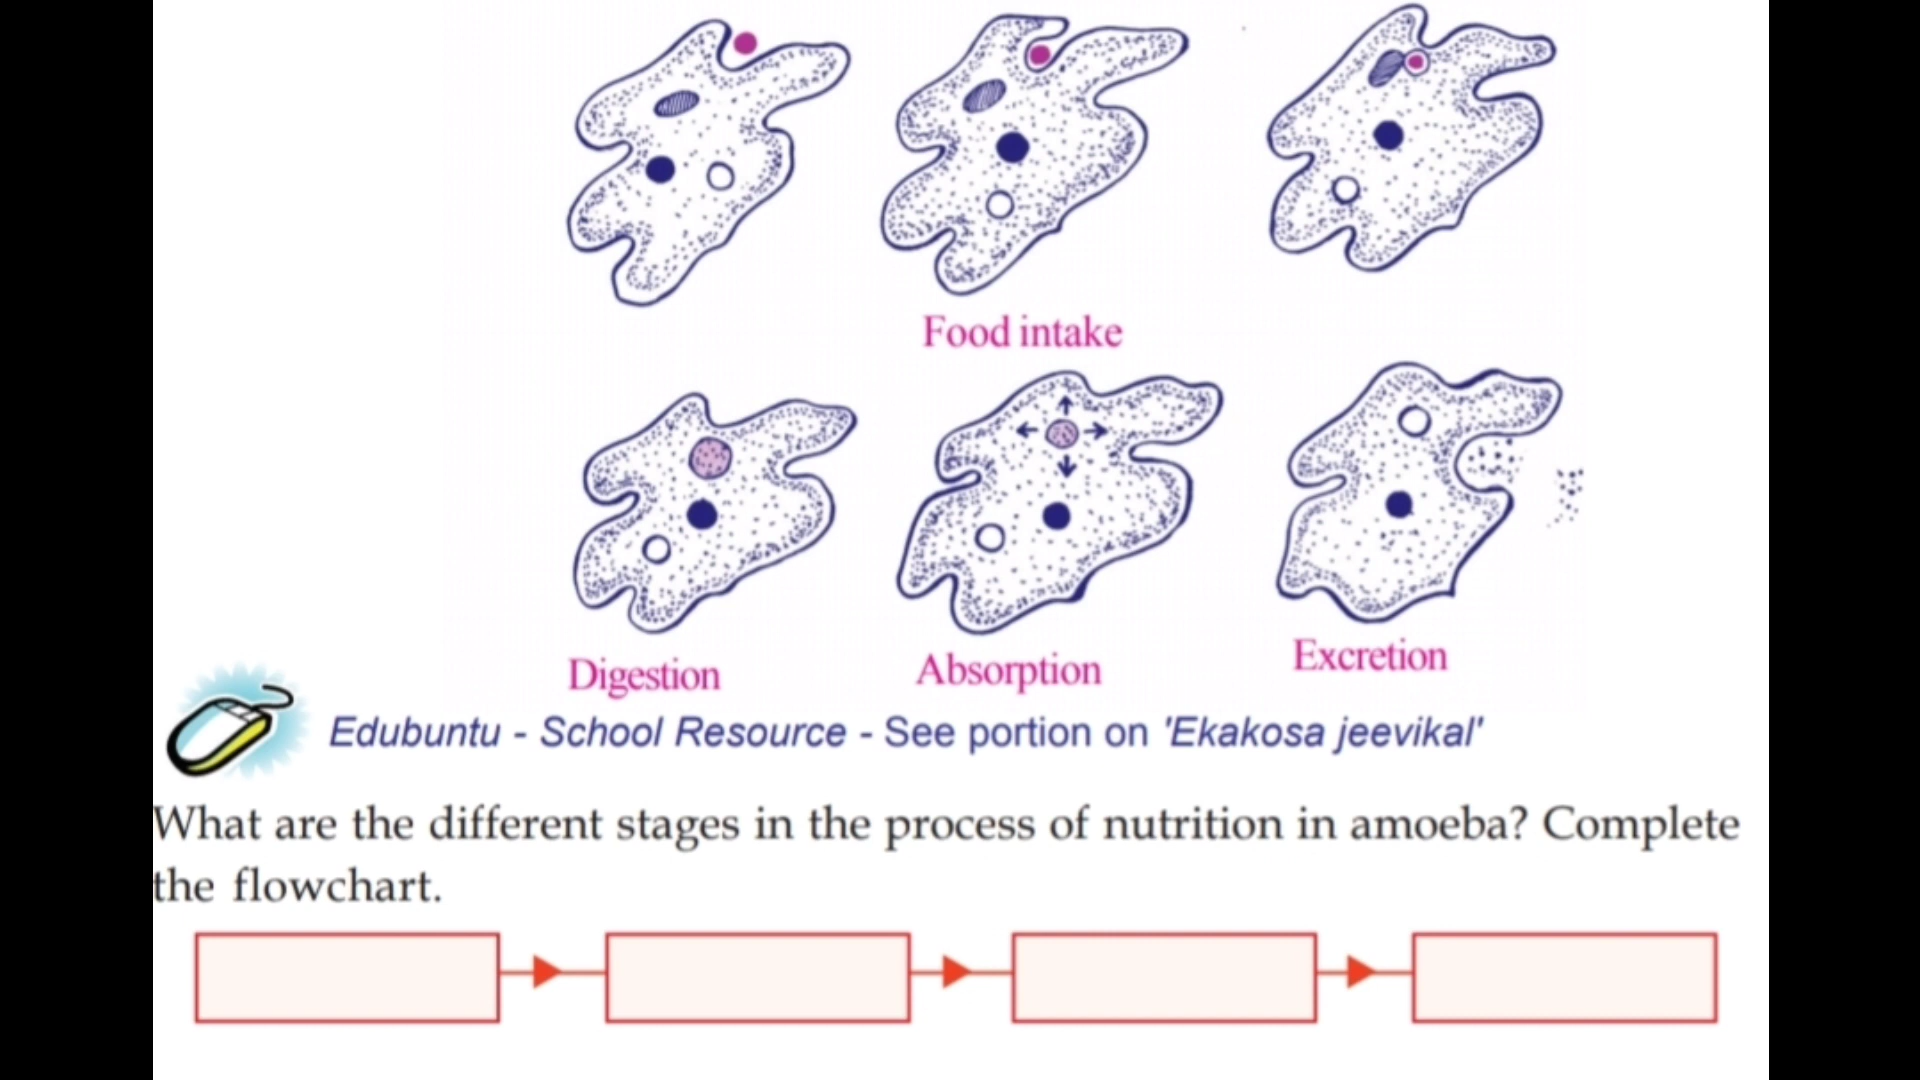 Food intake
Digestion
Absorption
Excretion
Edubuntu - School Resource - See portion on 'Ekakosa jeevikal'
What are the different stages in the process of nutrition in amoeba? Complete
the flowchart.